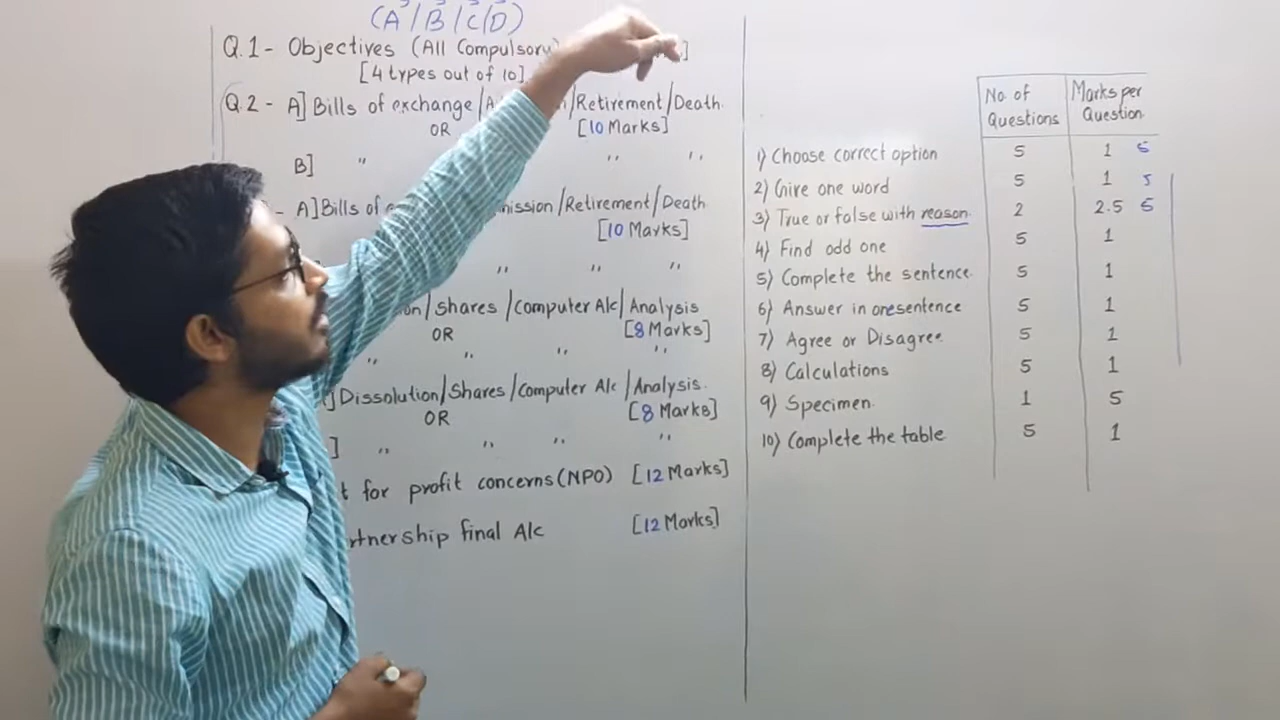 (A/B/C/D)
Q.1- Objectives (All Compulsory) ]
[4 types out of 10]
Q.2- A] Bills of exchange / /Retirement/Death.
OR [10 Marks]
B] " " "
- A] Bills of /Retirement/Death
[10 Marks]
" " "
/Shares /Computer A/c/ Analysis
OR [8 Marks]
" " " "
] Dissolution/Shares/Computer A/c /Analysis.
OR [8 Marks]
] " " " "
for profit concerns (NPO) [12 Marks]
final A/c [12 Marks]
No. of Questions Marks per Question
1) Choose correct option 5 1 5
2) Give one word 5 1 5
3) True or false with reason. 2 2.5 5
4) Find odd one 5 1
5) Complete the sentence. 5 1
6) Answer in one sentence 5 1
7) Agree or Disagree. 5 1
8) Calculations 5 1
9) Specimen. 1 5
10) Complete the table 5 1